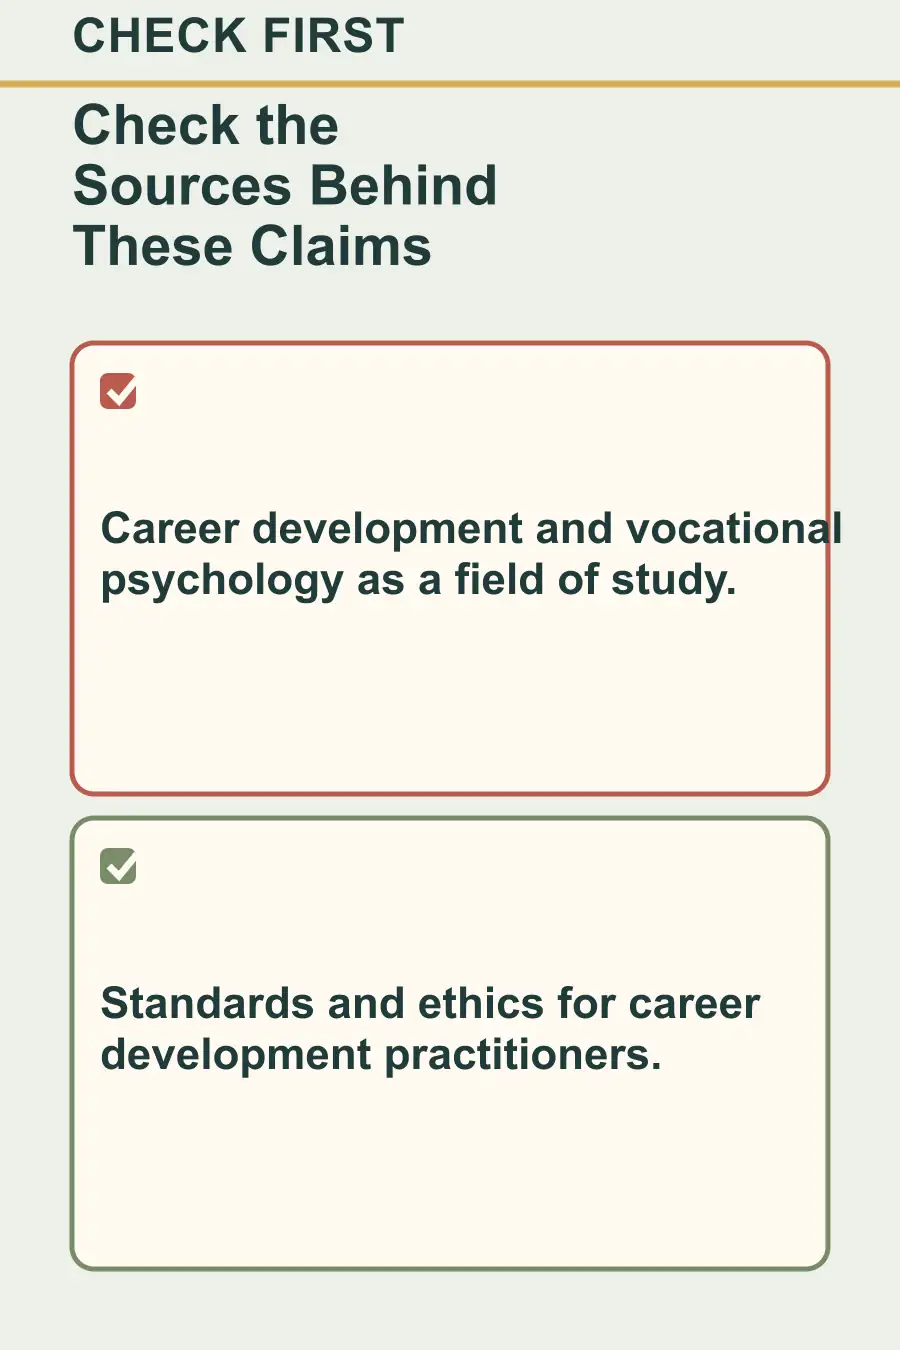 CHECK FIRST
Check the
Sources Behind
These Claims
Career development and vocational
psychology as a field of study.
Standards and ethics for career
development practitioners.